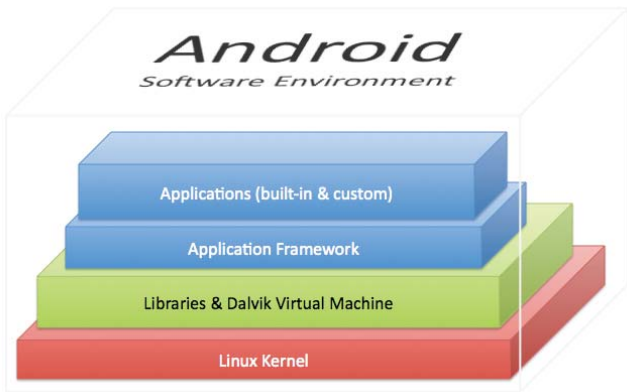 Android
Software Environment
Applications (built-in & custom)
Application Framework
Libraries & Dalvik Virtual Machine
Linux Kernel